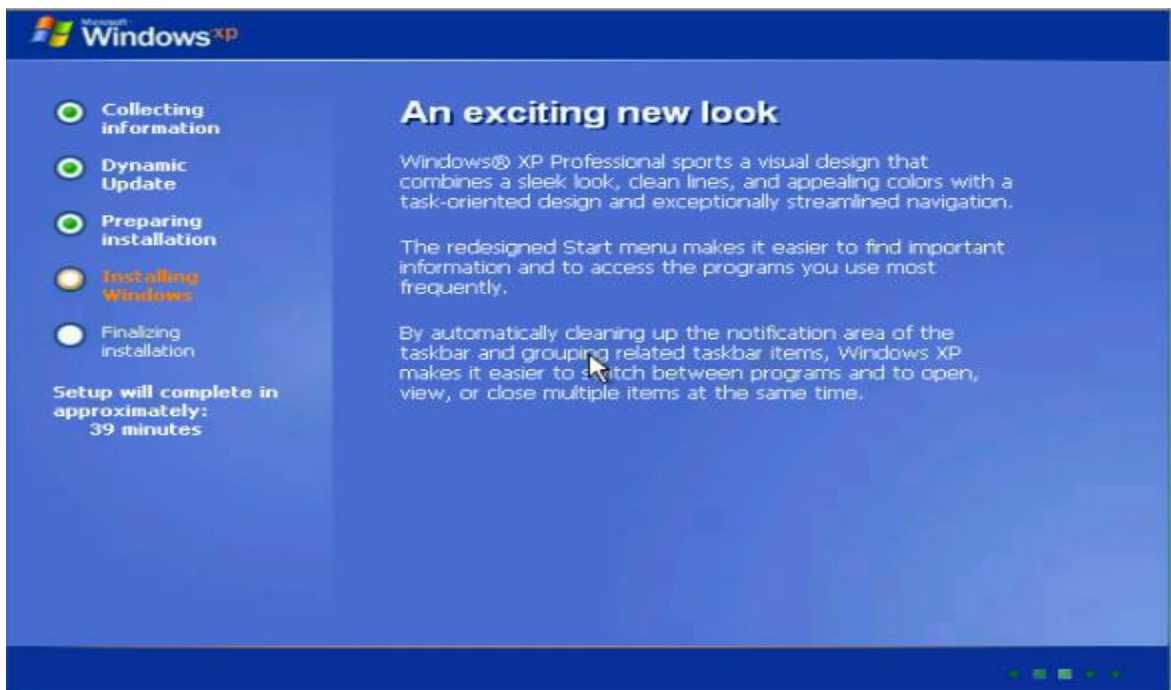 Microsoft
Windows xp
Collecting
information
Dynamic
Update
Preparing
installation
Installing
Windows
Finalizing
installation
Setup will complete in
approximately:
39 minutes
An exciting new look
Windows® XP Professional sports a visual design that
combines a sleek look, clean lines, and appealing colors with a
task-oriented design and exceptionally streamlined navigation.
The redesigned Start menu makes it easier to find important
information and to access the programs you use most
frequently.
By automatically cleaning up the notification area of the
taskbar and grouping related taskbar items, Windows XP
makes it easier to switch between programs and to open,
view, or close multiple items at the same time.